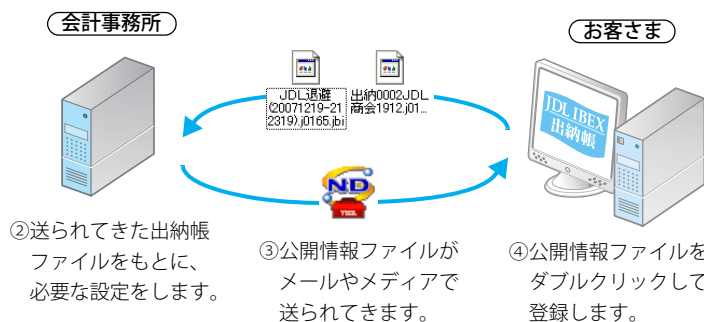 会計事務所
お客さま
JDL退避
(20071219-21
2319).j0165.jbi
出納0002JDL
商会1912.j01...
JDL IBEX
出納帳
ND
②送られてきた出納帳
ファイルをもとに、
必要な設定をします。
③公開情報ファイルが
メールやメディアで
送られてきます。
④公開情報ファイルを
ダブルクリックして
登録します。